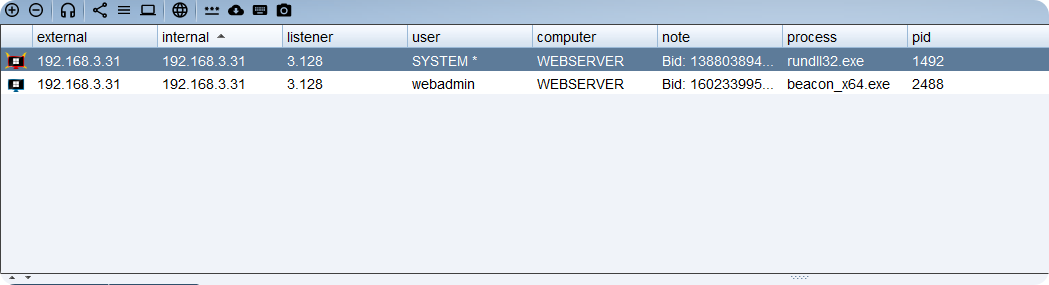 external internal listener user computer note process pid
192.168.3.31 192.168.3.31 3.128 SYSTEM * WEBSERVER Bid: 138803894... rundll32.exe 1492
192.168.3.31 192.168.3.31 3.128 webadmin WEBSERVER Bid: 160233995... beacon_x64.exe 2488